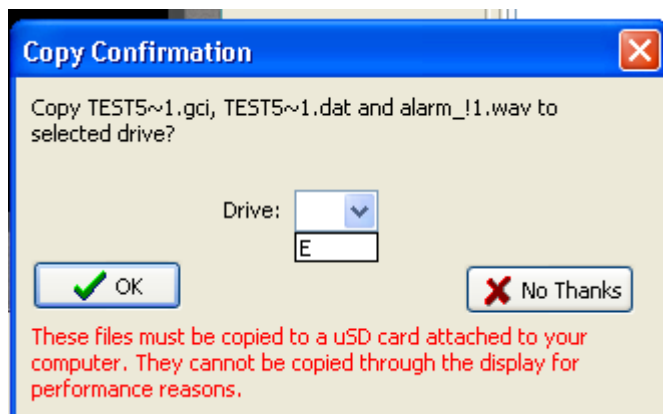 Copy Confirmation
Copy TEST5~1.gci, TEST5~1.dat and alarm_!1.wav to
selected drive?
Drive:
E
OK
No Thanks
These files must be copied to a uSD card attached to your
computer. They cannot be copied through the display for
performance reasons.